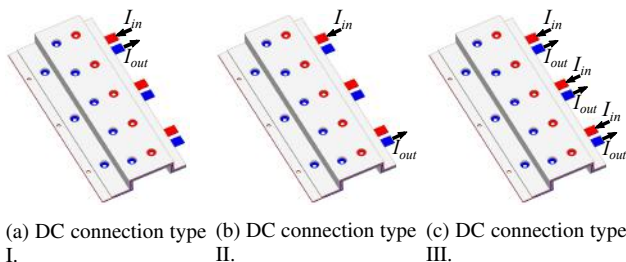 I_in
I_out
I_in
I_out
I_in
I_out
I_in
I_out
I_in
I_out
(a) DC connection type I.
(b) DC connection type II.
(c) DC connection type III.